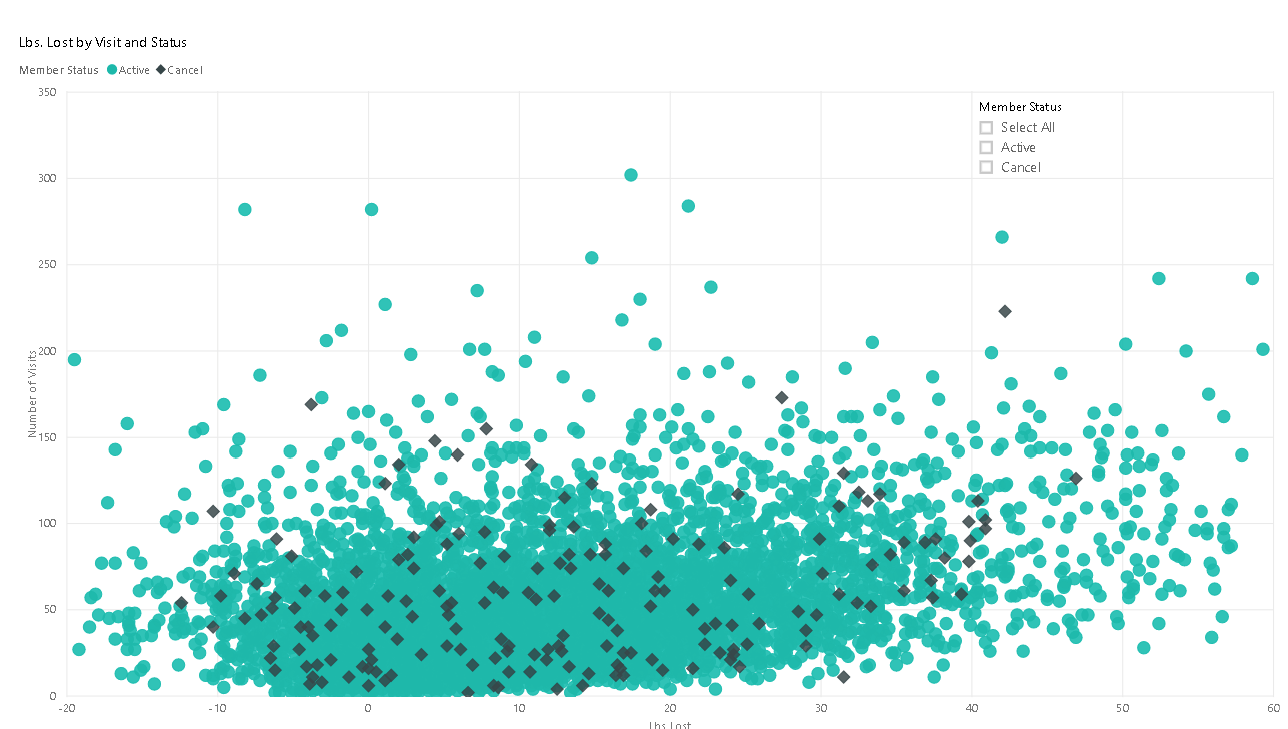 Lbs. Lost by Visit and Status
Member Status Active Cancel
350
300
250
200
150
100
50
0
Number of Visits
Member Status
Select All
Active
Cancel
-20 -10 0 10 20 30 40 50 60
Lbs Lost